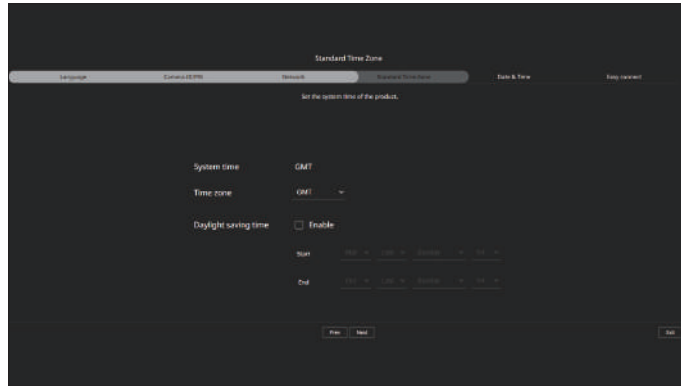 Standard Time Zone
Language Camera ID/PW Network Standard Time Zone Date & Time Easy connect
Set the system time of the product.
System time GMT
Time zone GMT
Daylight saving time Enable
Start
End
Prev Next Exit